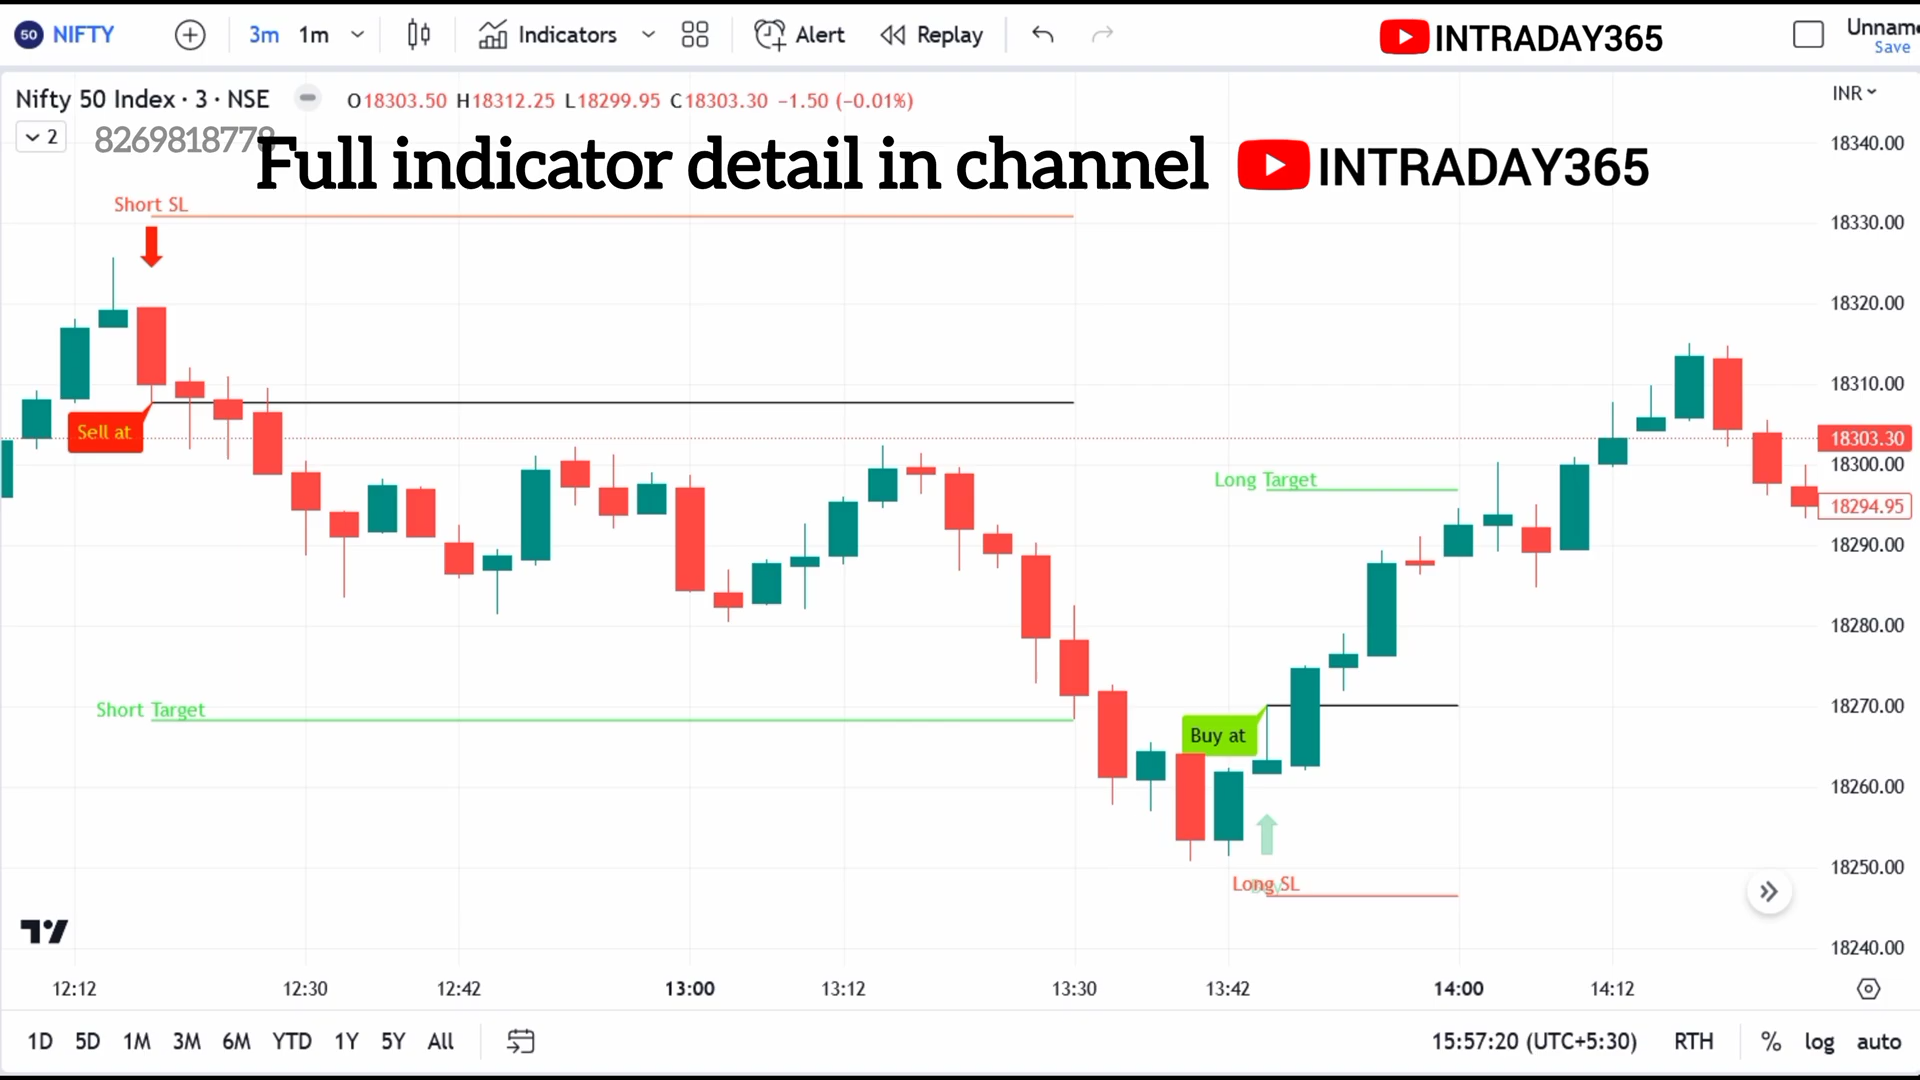 50 NIFTY 3m 1m Indicators Alert Replay INTRADAY365 Unnam
Save
Nifty 50 Index · 3 · NSE O18303.50 H18312.25 L18299.95 C18303.30 −1.50 (−0.01%) INR
2 8269818778
Full indicator detail in channel INTRADAY365
18340.00
Short SL
18330.00
18320.00
18310.00
Sell at
18303.30
18300.00
Long Target
18294.95
18290.00
18280.00
Short Target
18270.00
Buy at
18260.00
18250.00
Long SL
18240.00
12:12 12:30 12:42 13:00 13:12 13:30 13:42 14:00 14:12
1D 5D 1M 3M 6M YTD 1Y 5Y All 15:57:20 (UTC+5:30) RTH % log auto